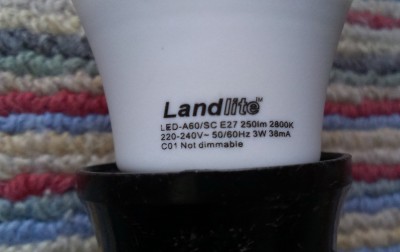 Landlite™
LED-A60/SC E27 250lm 2800K
220-240V~ 50/60Hz 3W 38mA
C01 Not dimmable